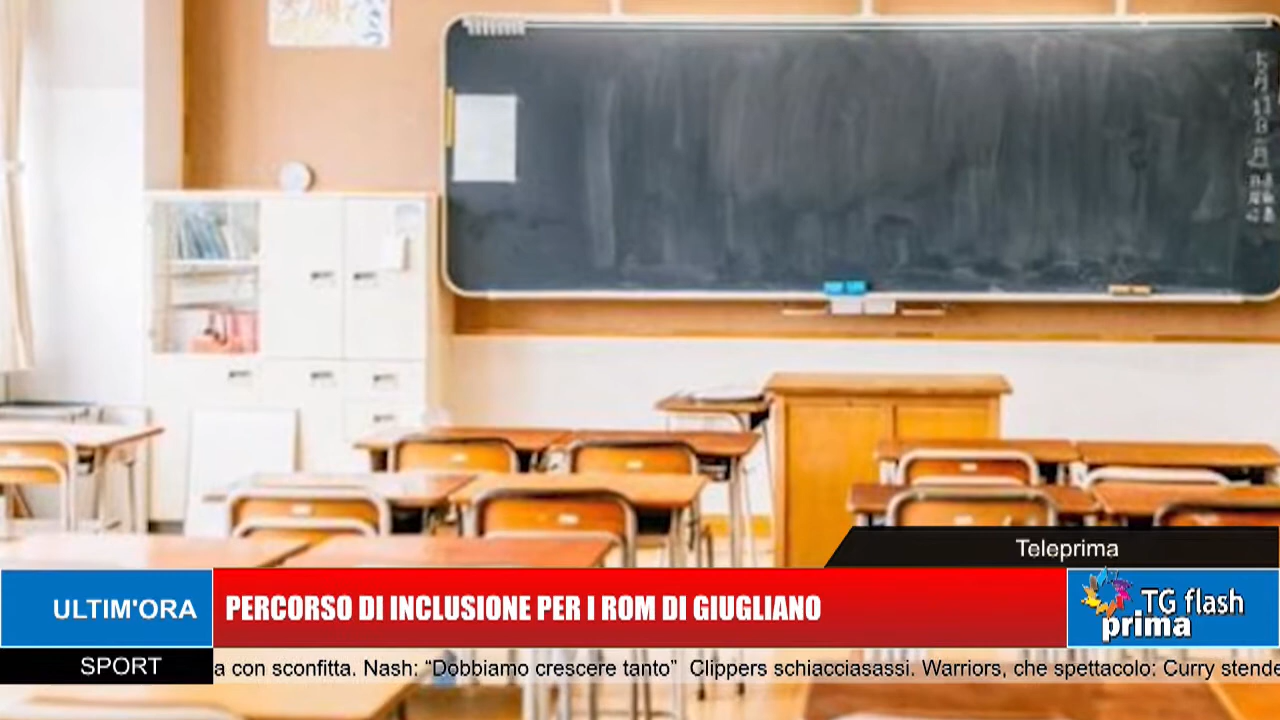 Teleprima
ULTIM'ORA
PERCORSO DI INCLUSIONE PER I ROM DI GIUGLIANO
TG flash
prima
SPORT
a con sconfitta. Nash: “Dobbiamo crescere tanto” Clippers schiacciasassi. Warriors, che spettacolo: Curry stende